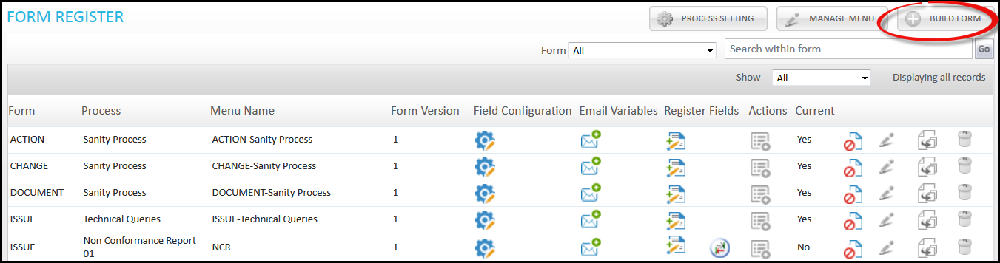 FORM REGISTER
PROCESS SETTING
MANAGE MENU
BUILD FORM
Form All Search within form Go
Show All Displaying all records
Form Process Menu Name Form Version Field Configuration Email Variables Register Fields Actions Current
ACTION Sanity Process ACTION-Sanity Process 1 Yes
CHANGE Sanity Process CHANGE-Sanity Process 1 Yes
DOCUMENT Sanity Process DOCUMENT-Sanity Process 1 Yes
ISSUE Technical Queries ISSUE-Technical Queries 1 Yes
ISSUE Non Conformance Report
01 NCR 1 No